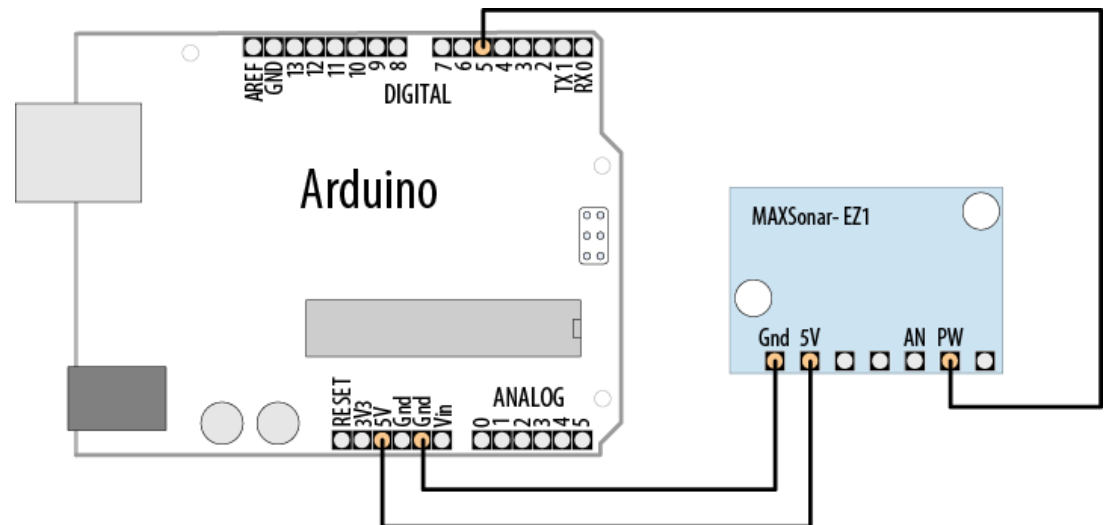 AREF
GND
13
12
11
10
9
8
7
6
5
4
3
2
TX 1
RX 0
DIGITAL
Arduino
MAXSonar- EZ1
Gnd 5V AN PW
RESET
3V3
5V
Gnd
Gnd
Vin
ANALOG
0
1
2
3
4
5